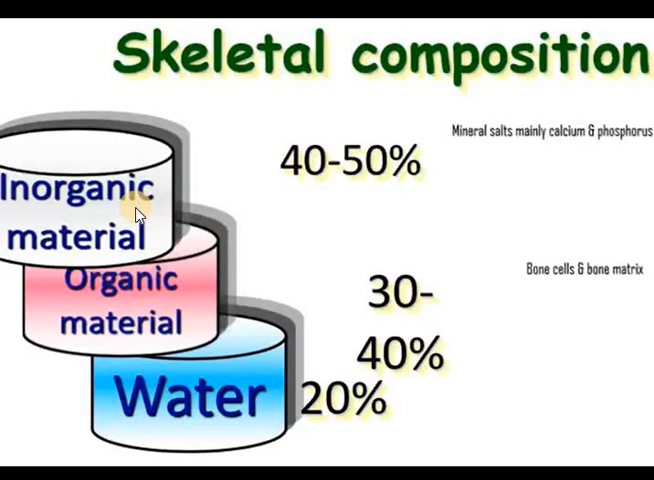 Skeletal composition
Mineral salts mainly calcium & phosphorus
40-50%
Inorganic
material
Bone cells & bone matrix
Organic
material
30-
40%
Water
20%